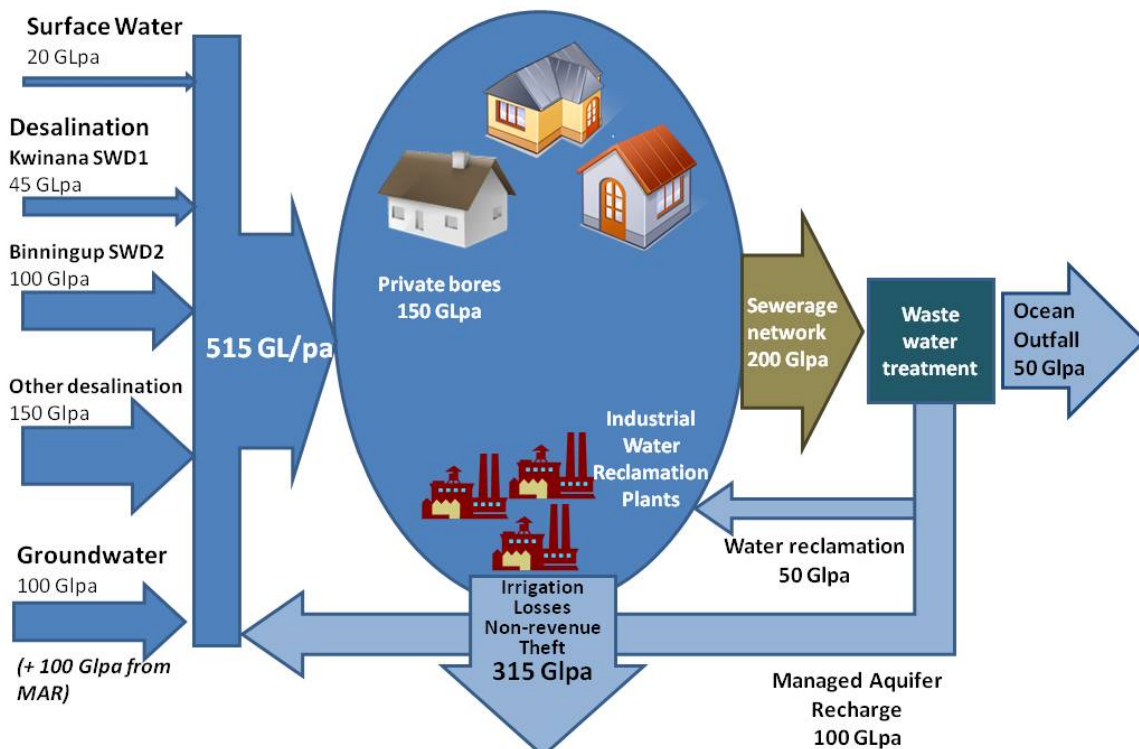 Surface Water
20 GLpa
Desalination
Kwinana SWD1
45 GLpa
Binningup SWD2
100 Glpa
Other desalination
150 Glpa
Groundwater
100 Glpa
(+ 100 Glpa from
MAR)
515 GL/pa
Private bores
150 GLpa
Industrial
Water
Reclamation
Plants
Irrigation
Losses
Non-revenue
Theft
315 Glpa
Sewerage
network
200 Glpa
Waste
water
treatment
Ocean
Outfall
50 Glpa
Water reclamation
50 Glpa
Managed Aquifer
Recharge
100 GLpa